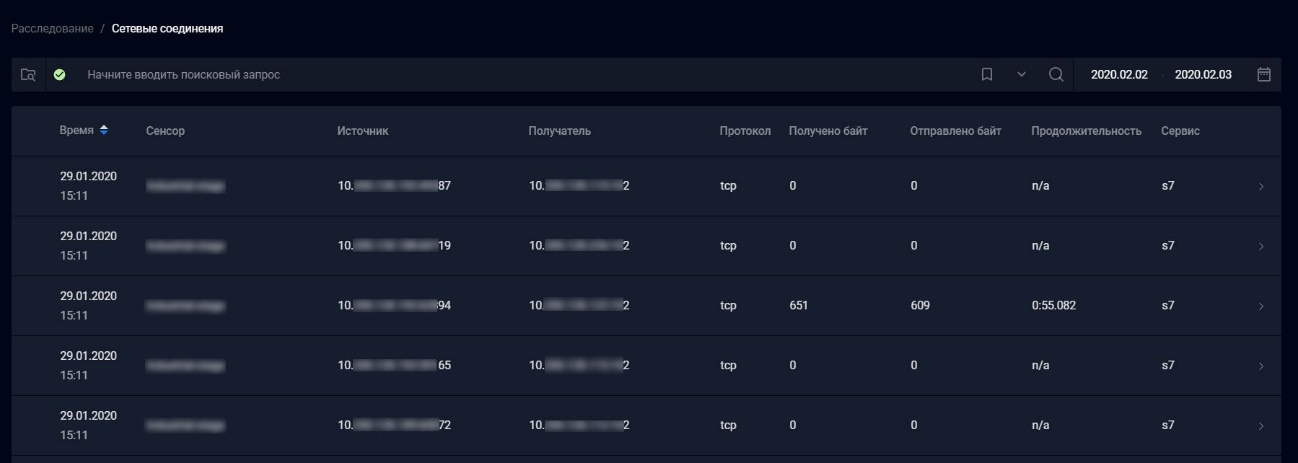 Расследование / Сетевые соединения
Начните вводить поисковый запрос 2020.02.02 - 2020.02.03
Время Сенсор Источник Получатель Протокол Получено байт Отправлено байт Продолжительность Сервис
29.01.2020
15:11
10. 87 10. 2 tcp 0 0 n/a s7
29.01.2020
15:11
10. 19 10. 2 tcp 0 0 n/a s7
29.01.2020
15:11
10. 94 10. 2 tcp 651 609 0:55.082 s7
29.01.2020
15:11
10. 65 10. 2 tcp 0 0 n/a s7
29.01.2020
15:11
10. 72 10. 2 tcp 0 0 n/a s7